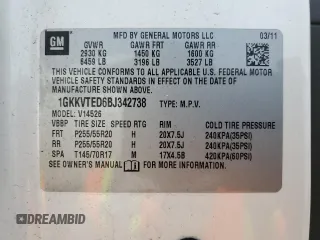 GM
MFD BY GENERAL MOTORS LLC 03/11
GVWR GAWR FRT GAWR RR
2930 KG 1450 KG 1600 KG
6459 LB 3196 LB 3527 LB
THIS VEHICLE CONFORMS TO ALL APPLICABLE U.S.
FEDERAL MOTOR VEHICLE SAFETY AND THEFT
PREVENTION STANDARDS IN EFFECT ON THE DATE
OF MANUFACTURE SHOWN ABOVE.
1GKKVTED6BJ342738 TYPE: M.P.V.
MODEL: V14526
VBBP TIRE SIZE SPEED RTG RIM COLD TIRE PRESSURE
FRT P255/55R20 H 20X7.5J 240KPA(35PSI)
RR P255/55R20 H 20X7.5J 240KPA(35PSI)
SPA T145/70R17 M 17X4.5B 420KPA(60PSI)
SEE OWNER'S MANUAL FOR MORE INFORMATION.
DREAMBID